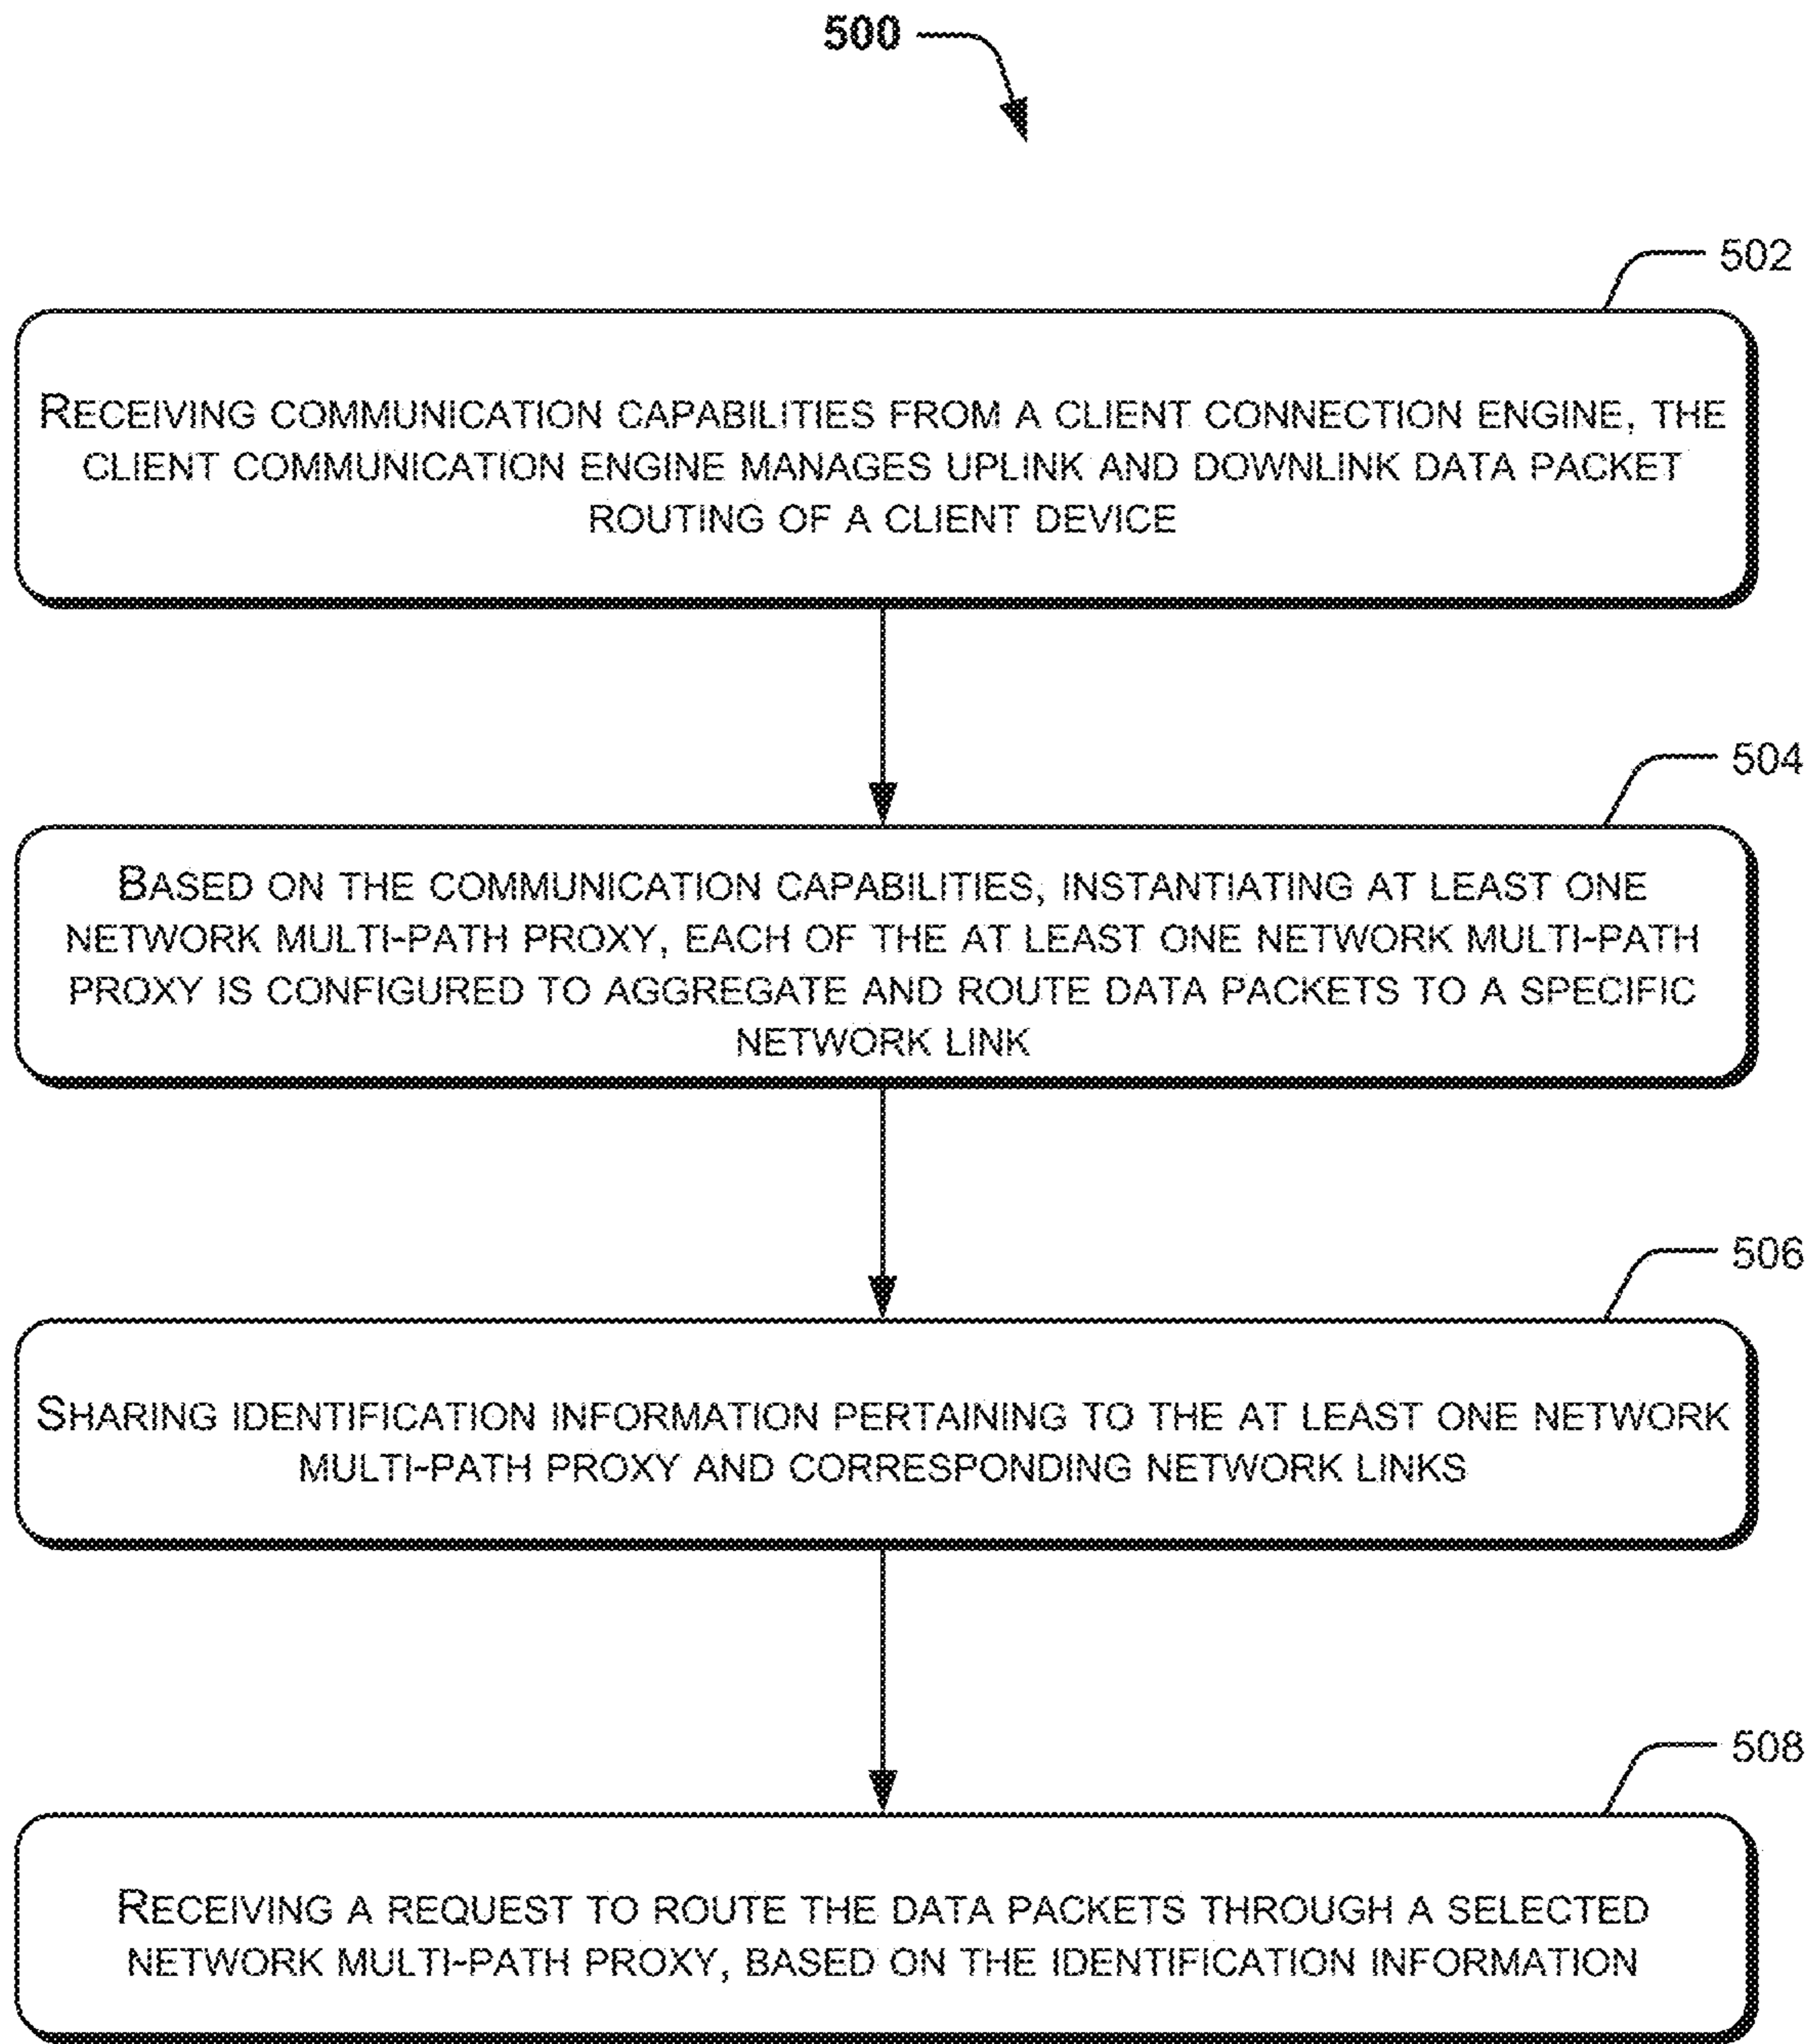 500
502
RECEIVING COMMUNICATION CAPABILITIES FROM A CLIENT CONNECTION ENGINE, THE
CLIENT COMMUNICATION ENGINE MANAGES UPLINK AND DOWNLINK DATA PACKET
ROUTING OF A CLIENT DEVICE
504
BASED ON THE COMMUNICATION CAPABILITIES, INSTANTIATING AT LEAST ONE
NETWORK MULTI-PATH PROXY, EACH OF THE AT LEAST ONE NETWORK MULTI-PATH
PROXY IS CONFIGURED TO AGGREGATE AND ROUTE DATA PACKETS TO A SPECIFIC
NETWORK LINK
506
SHARING IDENTIFICATION INFORMATION PERTAINING TO THE AT LEAST ONE NETWORK
MULTI-PATH PROXY AND CORRESPONDING NETWORK LINKS
508
RECEIVING A REQUEST TO ROUTE THE DATA PACKETS THROUGH A SELECTED
NETWORK MULTI-PATH PROXY, BASED ON THE IDENTIFICATION INFORMATION